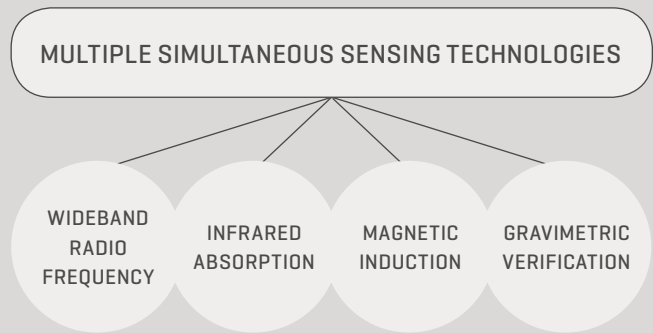 MULTIPLE SIMULTANEOUS SENSING TECHNOLOGIES
WIDEBAND
RADIO
FREQUENCY
INFRARED
ABSORPTION
MAGNETIC
INDUCTION
GRAVIMETRIC
VERIFICATION